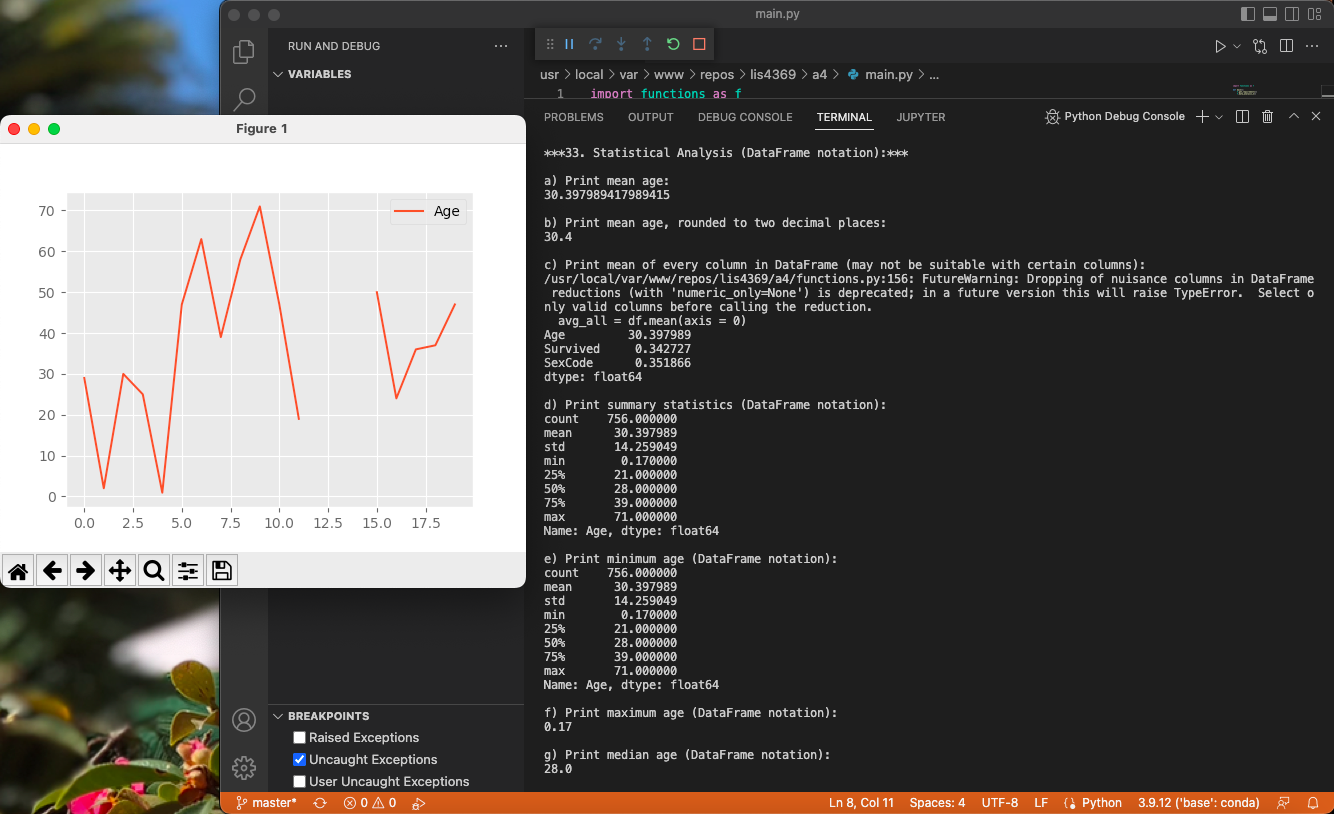 main.py
RUN AND DEBUG
VARIABLES
usr > local > var > www > repos > lis4369 > a4 > main.py > ...
1 import functions as f
PROBLEMS OUTPUT DEBUG CONSOLE TERMINAL JUPYTER
Python Debug Console
Figure 1
Age
70
60
50
40
30
20
10
0
0.0 2.5 5.0 7.5 10.0 12.5 15.0 17.5
***33. Statistical Analysis (DataFrame notation):***
a) Print mean age:
30.397989417989415
b) Print mean age, rounded to two decimal places:
30.4
c) Print mean of every column in DataFrame (may not be suitable with certain columns):
/usr/local/var/www/repos/lis4369/a4/functions.py:156: FutureWarning: Dropping of nuisance columns in DataFrame
reductions (with 'numeric_only=None') is deprecated; in a future version this will raise TypeError.  Select o
nly valid columns before calling the reduction.
avg_all = df.mean(axis = 0)
Age 30.397989
Survived 0.342727
SexCode 0.351866
dtype: float64
d) Print summary statistics (DataFrame notation):
count 756.000000
mean 30.397989
std 14.259049
min 0.170000
25% 21.000000
50% 28.000000
75% 39.000000
max 71.000000
Name: Age, dtype: float64
e) Print minimum age (DataFrame notation):
count 756.000000
mean 30.397989
std 14.259049
min 0.170000
25% 21.000000
50% 28.000000
75% 39.000000
max 71.000000
Name: Age, dtype: float64
f) Print maximum age (DataFrame notation):
0.17
g) Print median age (DataFrame notation):
28.0
BREAKPOINTS
Raised Exceptions
Uncaught Exceptions
User Uncaught Exceptions
master* 0 0 Ln 8, Col 11 Spaces: 4 UTF-8 LF Python 3.9.12 ('base': conda)